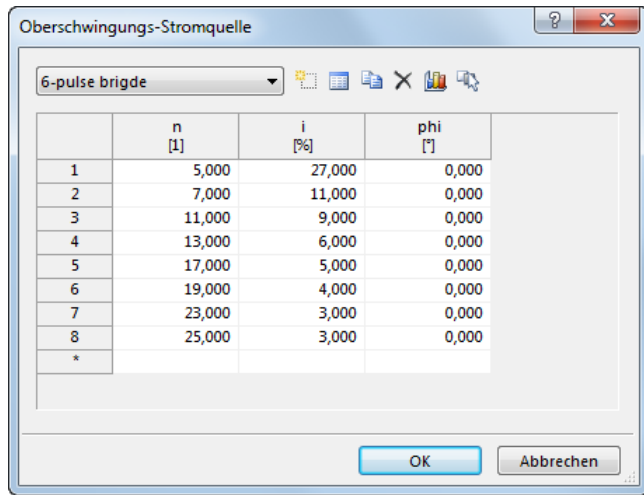 Oberschwingungs-Stromquelle
6-pulse brigde
n i phi
[1] [%] [°]
1 5,000 27,000 0,000
2 7,000 11,000 0,000
3 11,000 9,000 0,000
4 13,000 6,000 0,000
5 17,000 5,000 0,000
6 19,000 4,000 0,000
7 23,000 3,000 0,000
8 25,000 3,000 0,000
*
OK Abbrechen